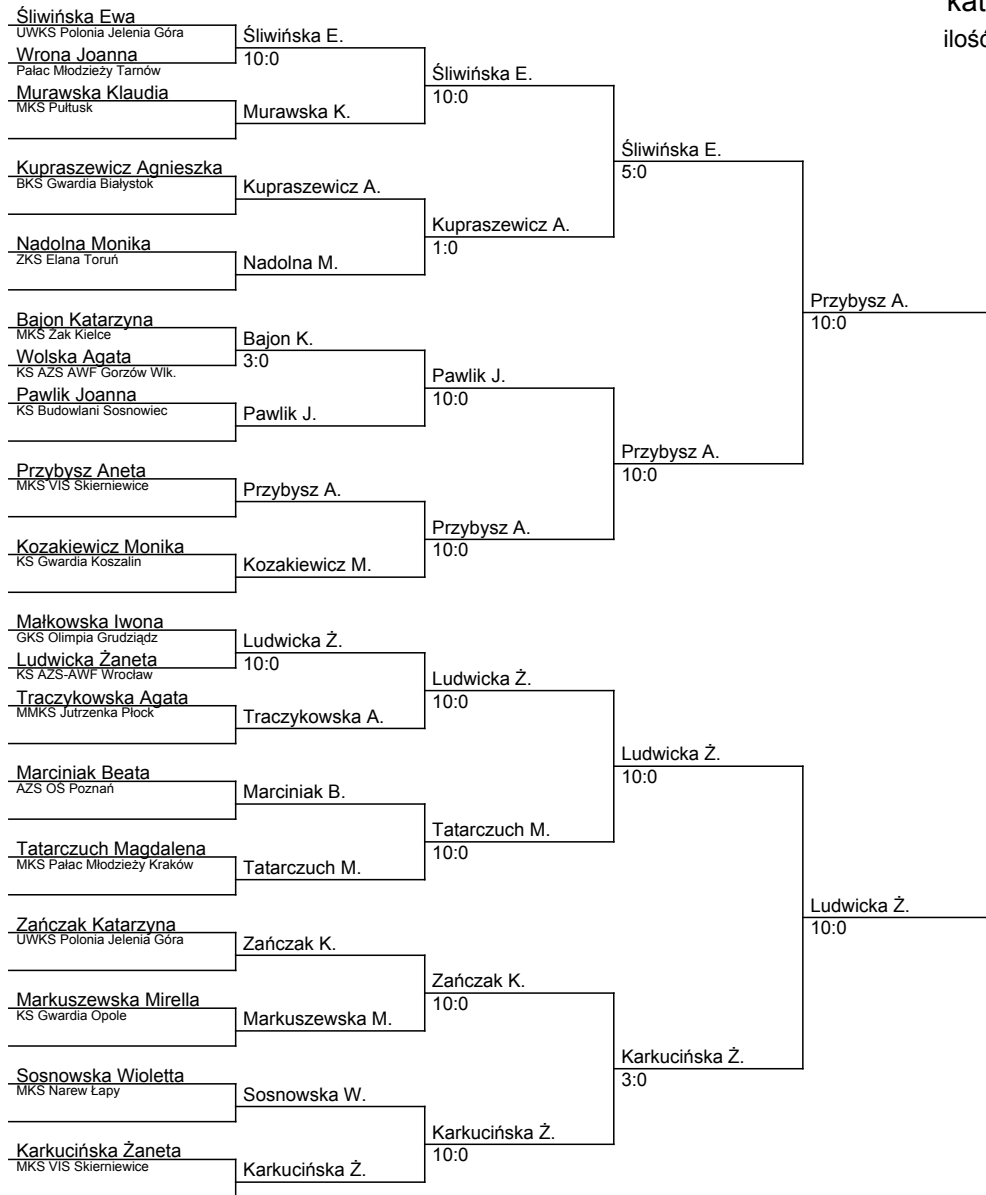 kat
ilość
Śliwińska Ewa
UWKS Polonia Jelenia Góra
Wrona Joanna
Pałac Młodzieży Tarnów
Murawska Klaudia
MKS Pułtusk
Kupraszewicz Agnieszka
BKS Gwardia Białystok
Nadolna Monika
ZKS Elana Toruń
Bajon Katarzyna
MKS Żak Kielce
Wolska Agata
KS AZS AWF Gorzów Wlk.
Pawlik Joanna
KS Budowlani Sosnowiec
Przybysz Aneta
MKS VIS Skierniewice
Kozakiewicz Monika
KS Gwardia Koszalin
Małkowska Iwona
GKS Olimpia Grudziądz
Ludwicka Żaneta
KS AZS-AWF Wrocław
Traczykowska Agata
MMKS Jutrzenka Płock
Marciniak Beata
AZS OŚ Poznań
Tatarczuch Magdalena
MKS Pałac Młodzieży Kraków
Zańczak Katarzyna
UWKS Polonia Jelenia Góra
Markuszewska Mirella
KS Gwardia Opole
Sosnowska Wioletta
MKS Narew Łapy
Karkucińska Żaneta
MKS VIS Skierniewice
Śliwińska E.
10:0
Murawska K.
Kupraszewicz A.
Nadolna M.
Bajon K.
3:0
Pawlik J.
Przybysz A.
Kozakiewicz M.
Ludwicka Ż.
10:0
Traczykowska A.
Marciniak B.
Tatarczuch M.
Zańczak K.
Markuszewska M.
Sosnowska W.
Karkucińska Ż.
Śliwińska E.
10:0
Kupraszewicz A.
1:0
Pawlik J.
10:0
Przybysz A.
10:0
Ludwicka Ż.
10:0
Tatarczuch M.
10:0
Zańczak K.
10:0
Karkucińska Ż.
10:0
Śliwińska E.
5:0
Przybysz A.
10:0
Ludwicka Ż.
10:0
Karkucińska Ż.
3:0
Przybysz A.
10:0
Ludwicka Ż.
10:0